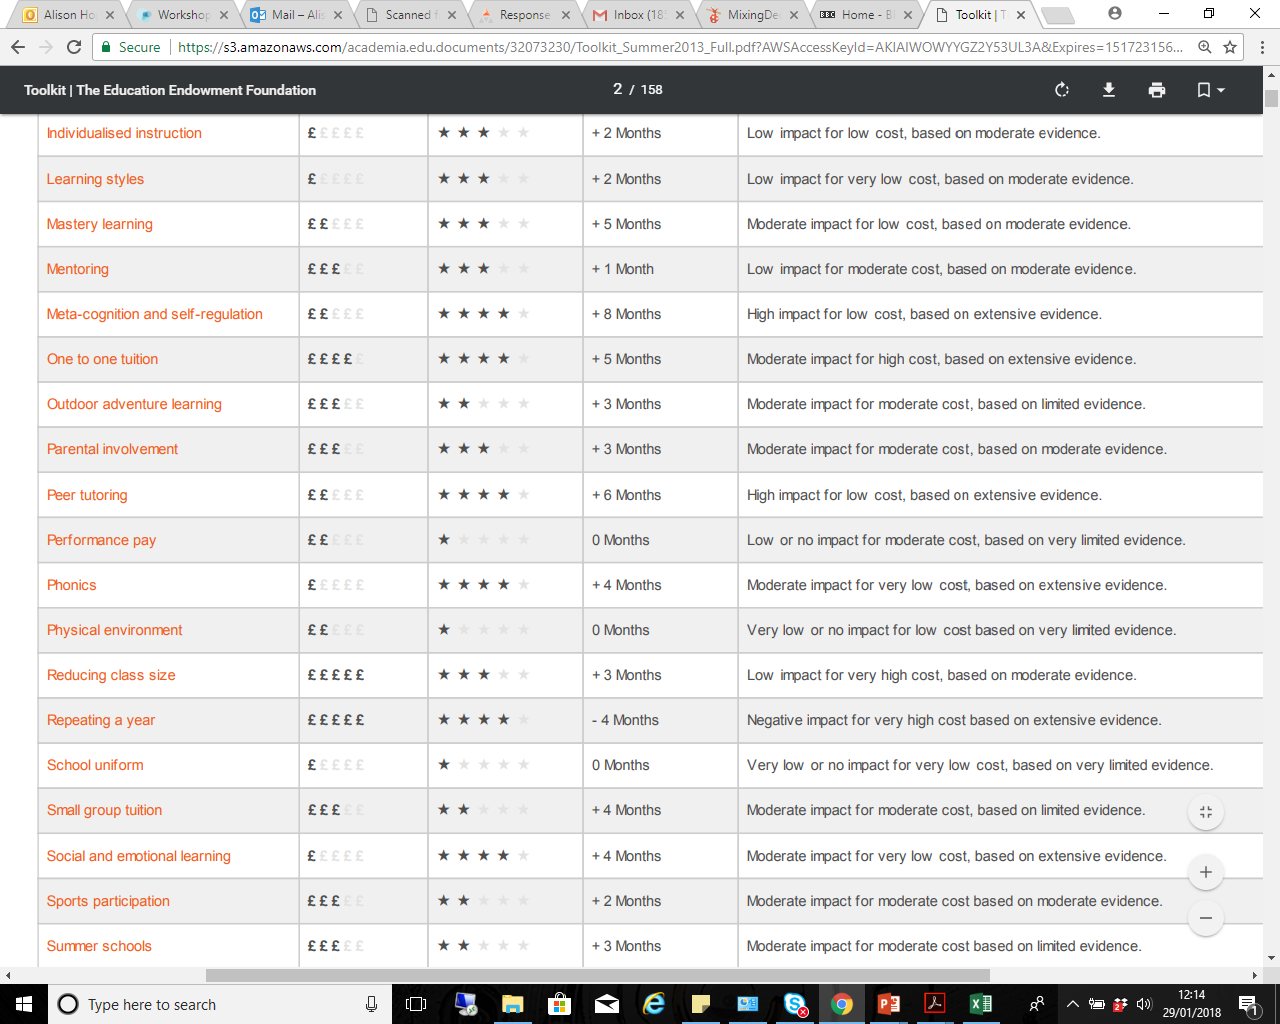 Alison Ho
Workshop
Mail – Alis
Scanned f
Response
Inbox (18
MixingDe
Home - B
Toolkit | T
Secure https://s3.amazonaws.com/academia.edu.documents/32073230/Toolkit_Summer2013_Full.pdf?AWSAccessKeyId=AKIAIWOWYYGZ2Y53UL3A&Expires=151723156...
Toolkit | The Education Endowment Foundation 2 / 158
Individualised instruction £££££ ★★★★★ + 2 Months Low impact for low cost, based on moderate evidence.
Learning styles £££££ ★★★★★ + 2 Months Low impact for very low cost, based on moderate evidence.
Mastery learning £££££ ★★★★★ + 5 Months Moderate impact for low cost, based on moderate evidence.
Mentoring £££££ ★★★★★ + 1 Month Low impact for moderate cost, based on moderate evidence.
Meta-cognition and self-regulation £££££ ★★★★★ + 8 Months High impact for low cost, based on extensive evidence.
One to one tuition £££££ ★★★★★ + 5 Months Moderate impact for high cost, based on extensive evidence.
Outdoor adventure learning £££££ ★★★★★ + 3 Months Moderate impact for moderate cost, based on limited evidence.
Parental involvement £££££ ★★★★★ + 3 Months Moderate impact for moderate cost, based on moderate evidence.
Peer tutoring £££££ ★★★★★ + 6 Months High impact for low cost, based on extensive evidence.
Performance pay £££££ ★★★★★ 0 Months Low or no impact for moderate cost, based on very limited evidence.
Phonics £££££ ★★★★★ + 4 Months Moderate impact for very low cost, based on extensive evidence.
Physical environment £££££ ★★★★★ 0 Months Very low or no impact for low cost based on very limited evidence.
Reducing class size £££££ ★★★★★ + 3 Months Low impact for very high cost, based on moderate evidence.
Repeating a year £££££ ★★★★★ - 4 Months Negative impact for very high cost based on extensive evidence.
School uniform £££££ ★★★★★ 0 Months Very low or no impact for very low cost, based on very limited evidence.
Small group tuition £££££ ★★★★★ + 4 Months Moderate impact for moderate cost, based on limited evidence.
Social and emotional learning £££££ ★★★★★ + 4 Months Moderate impact for very low cost, based on extensive evidence.
Sports participation £££££ ★★★★★ + 2 Months Moderate impact for moderate cost based on moderate evidence.
Summer schools £££££ ★★★★★ + 3 Months Moderate impact for moderate cost based on limited evidence.
Type here to search
12:14
29/01/2018